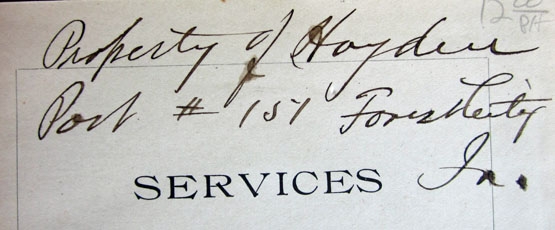 Property of Hayden
Post # 151 Forest City
SERVICES Ia.